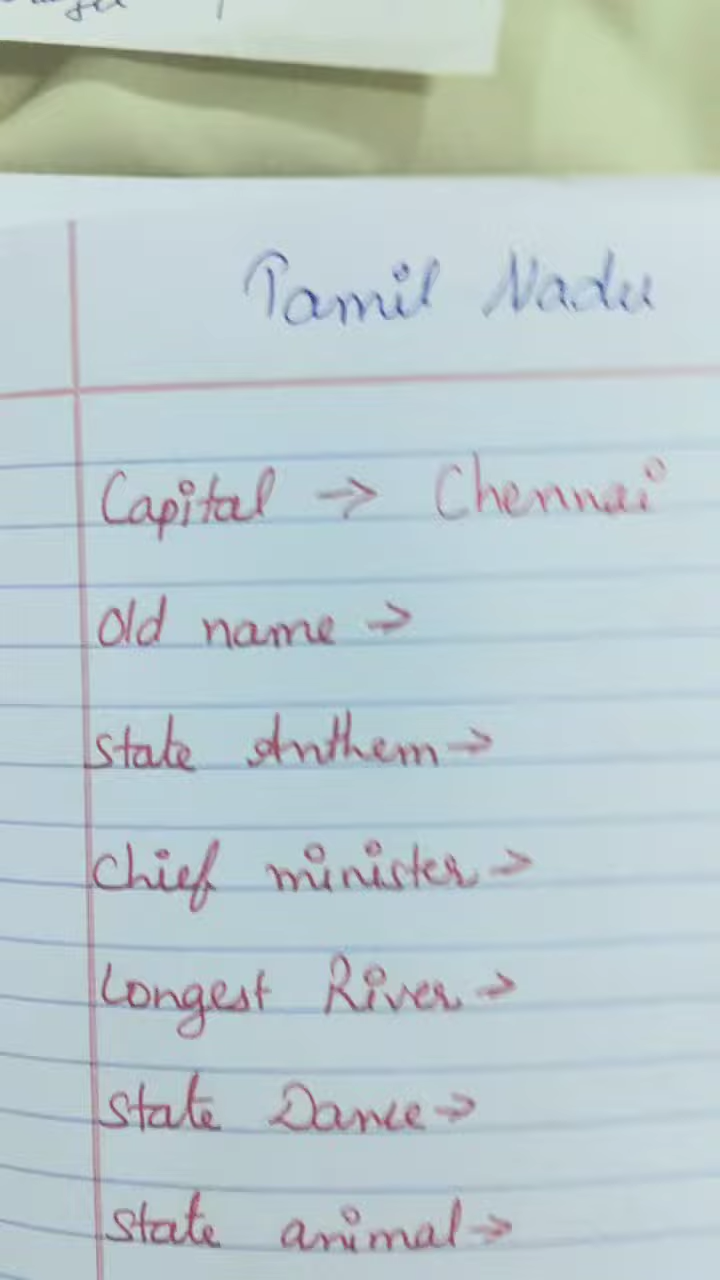 Tamil Nadu
Capital → Chennai
Old name →
State Anthem →
Chief minister →
Longest River →
State Dance →
State animal →